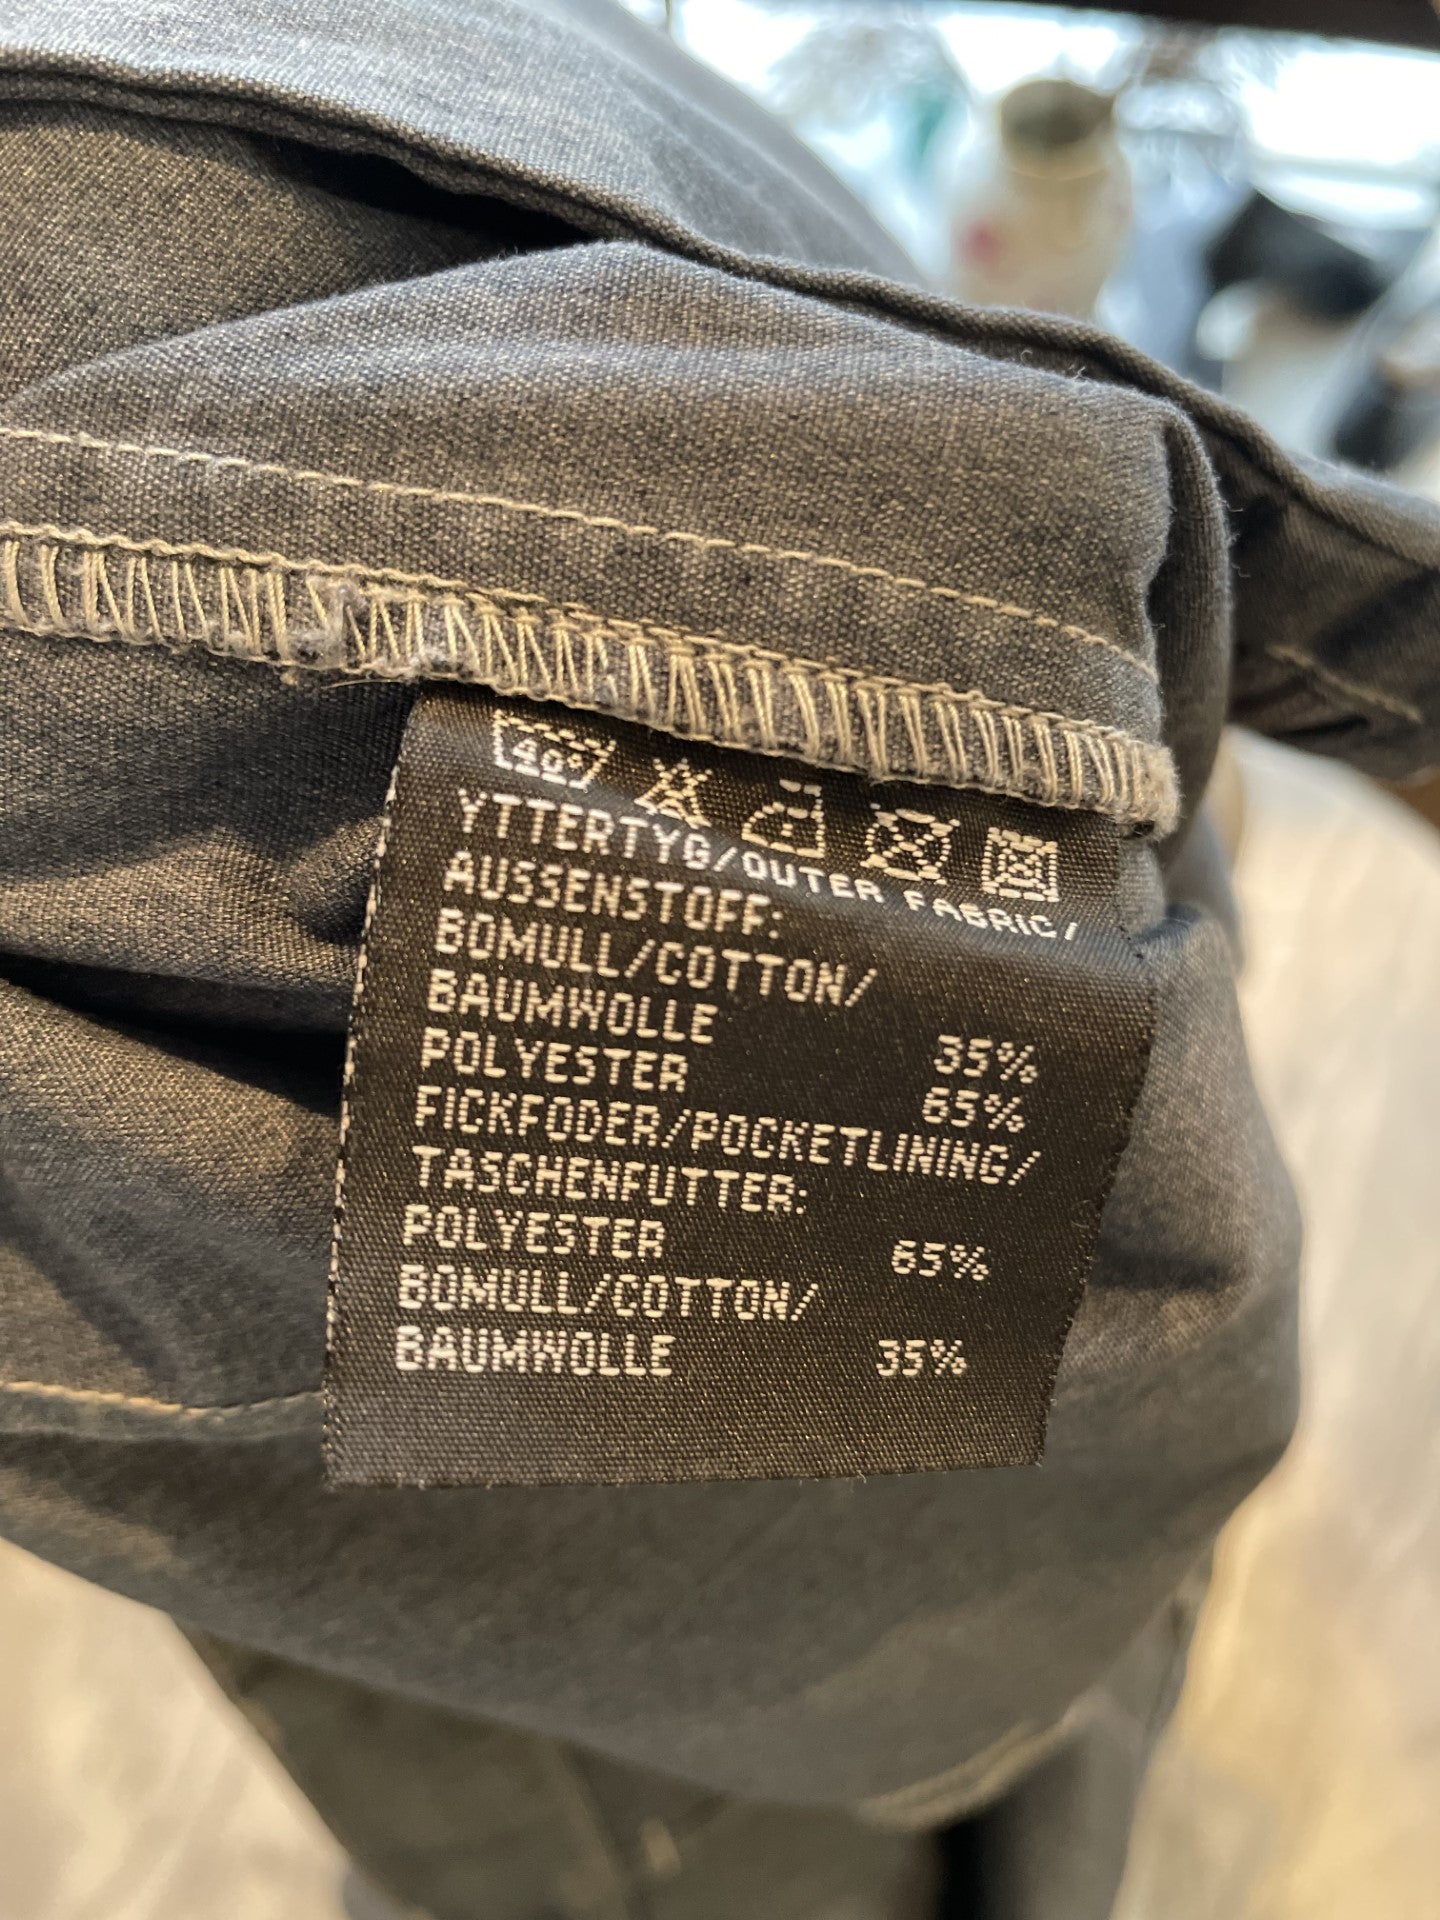 40°
YTTERTYG/OUTER FABRIC/
AUSSENSTOFF:
BOMULL/COTTON/
BAUMWOLLE 35%
POLYESTER 65%
FICKFODER/POCKETLINING/
TASCHENFUTTER:
POLYESTER 65%
BOMULL/COTTON/
BAUMWOLLE 35%